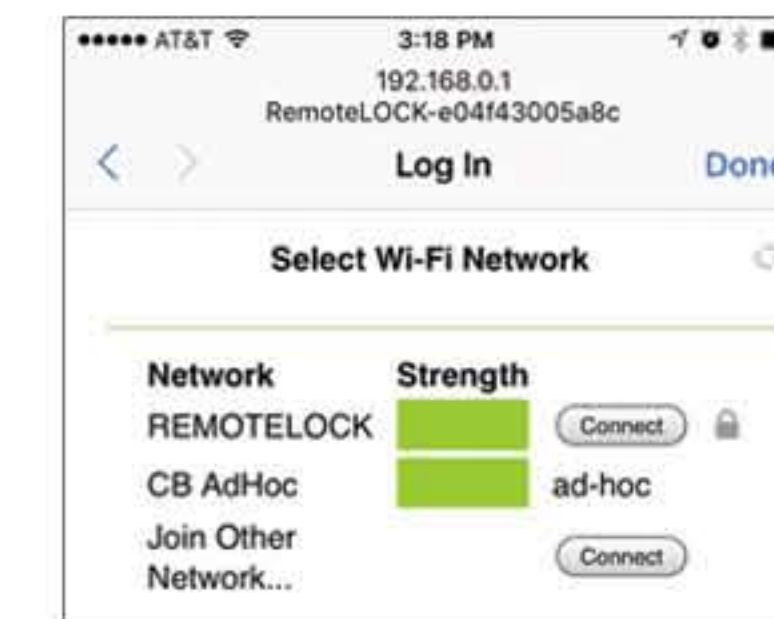 AT&T 3:18 PM
192.168.0.1
RemoteLOCK-e04f43005a8c
Log In Done
Select Wi-Fi Network
Network Strength
REMOTELOCK Connect
CB AdHoc ad-hoc
Join Other
Network... Connect